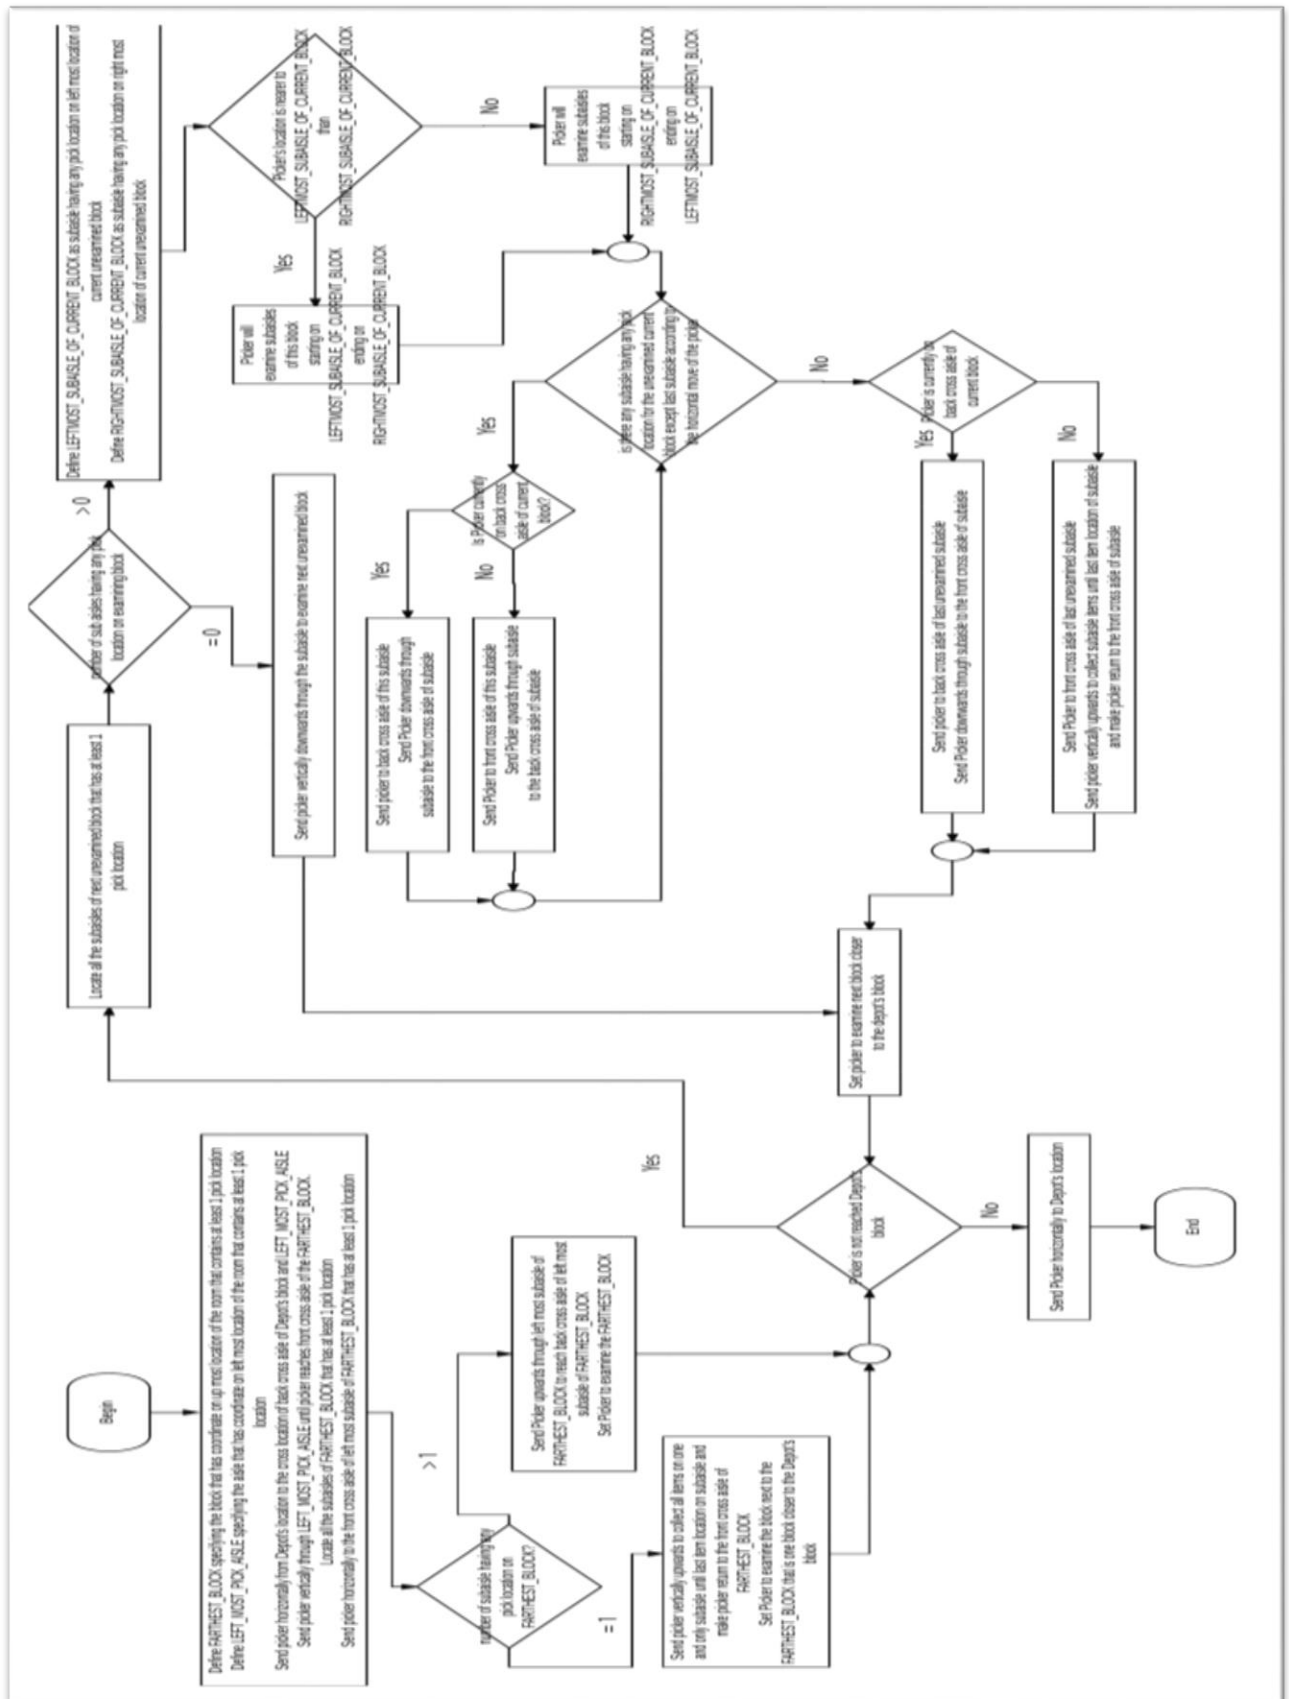 Begin
Define FARTHEST_BLOCK specifying the block that has coordinate on up most location of the room that contains at least 1 pick location
Define LEFT_MOST_PICK_AISLE specifying the aisle that has coordinate on left most location of the room that contains at least 1 pick
location
Send picker horizontally from Depot's location to the cross location of back cross aisle of Depot's block and LEFT_MOST_PICK_AISLE
Send picker vertically through LEFT_MOST_PICK_AISLE until picker reaches front cross aisle of the FARTHEST_BLOCK.
Locate all the subaisles of FARTHEST_BLOCK that has at least 1 pick location
Send picker horizontally to the front cross aisle of left most subaisle of FARTHEST_BLOCK that has at least 1 pick location
number of subaisle having any
pick location on
FARTHEST_BLOCK?
>1
=1
Send Picker upwards through left most subaisle of
FARTHEST_BLOCK to reach back cross aisle of left most
subaisle of FARTHEST_BLOCK
Set Picker to examine the FARTHEST_BLOCK
Send picker vertically upwards to collect all items on one
and only subaisle until last item location on subaisle and
make picker return to the front cross aisle of
FARTHEST_BLOCK
Set Picker to examine the block next to the
FARTHEST_BLOCK that is one block closer to the Depot's
block
Picker is not reached Depot's
block
Yes
No
Send Picker horizontally to Depot's location
End
Locate all the subaisles of next unexamined block that has at least 1
pick location
number of sub aisles having any pick
location on examining block
>0
=0
Send picker vertically downwards through the subaisle to examine next unexamined block
Define LEFTMOST_SUBAISLE_OF_CURRENT_BLOCK as subaisle having any pick location on left most location of
current unexamined block
Define RIGHTMOST_SUBAISLE_OF_CURRENT_BLOCK as subaisle having any pick location on right most
location of current unexamined block
Picker's location is nearer to
LEFTMOST_SUBAISLE_OF_CURRENT_BLOCK
than
RIGHTMOST_SUBAISLE_OF_CURRENT_BLOCK
Yes
No
Picker will
examine subaisles
of this block
starting on
LEFTMOST_SUBAISLE_OF_CURRENT_BLOCK
ending on
RIGHTMOST_SUBAISLE_OF_CURRENT_BLOCK
Picker will
examine subaisles
of this block
starting on
RIGHTMOST_SUBAISLE_OF_CURRENT_BLOCK
ending on
LEFTMOST_SUBAISLE_OF_CURRENT_BLOCK
is there any subaisle having any pick
location for the unexamined current
block except last subaisle according to
the horizontal move of the picker
Yes
No
Is Picker currently
on back cross
aisle of current
block?
Yes
No
Send picker to back cross aisle of this subaisle
Send Picker downwards through
subaisle to the front cross aisle of subaisle
Send Picker to front cross aisle of this subaisle
Send Picker upwards through subaisle
to the back cross aisle of subaisle
Picker is currently on
back cross aisle of
current block
Yes
No
Send picker to back cross aisle of last unexamined subaisle
Send Picker downwards through subaisle to the front cross aisle of subaisle
Send Picker to front cross aisle of last unexamined subaisle
Send picker vertically upwards to collect subaisle items until last item location of subaisle
and make picker return to the front cross aisle of subaisle
Set picker to examine next block closer
to the depot's block